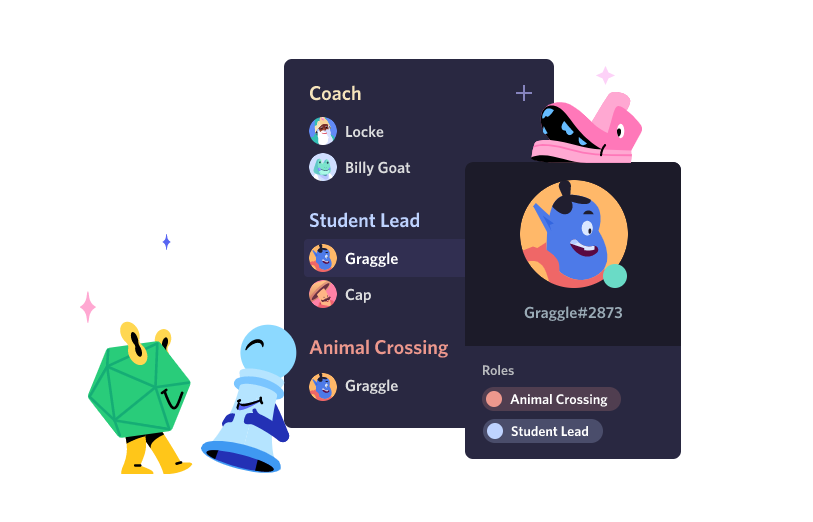 Coach
Locke
Billy Goat
Student Lead
Graggle
Cap
Animal Crossing
Graggle
Graggle#2873
Roles
Animal Crossing
Student Lead